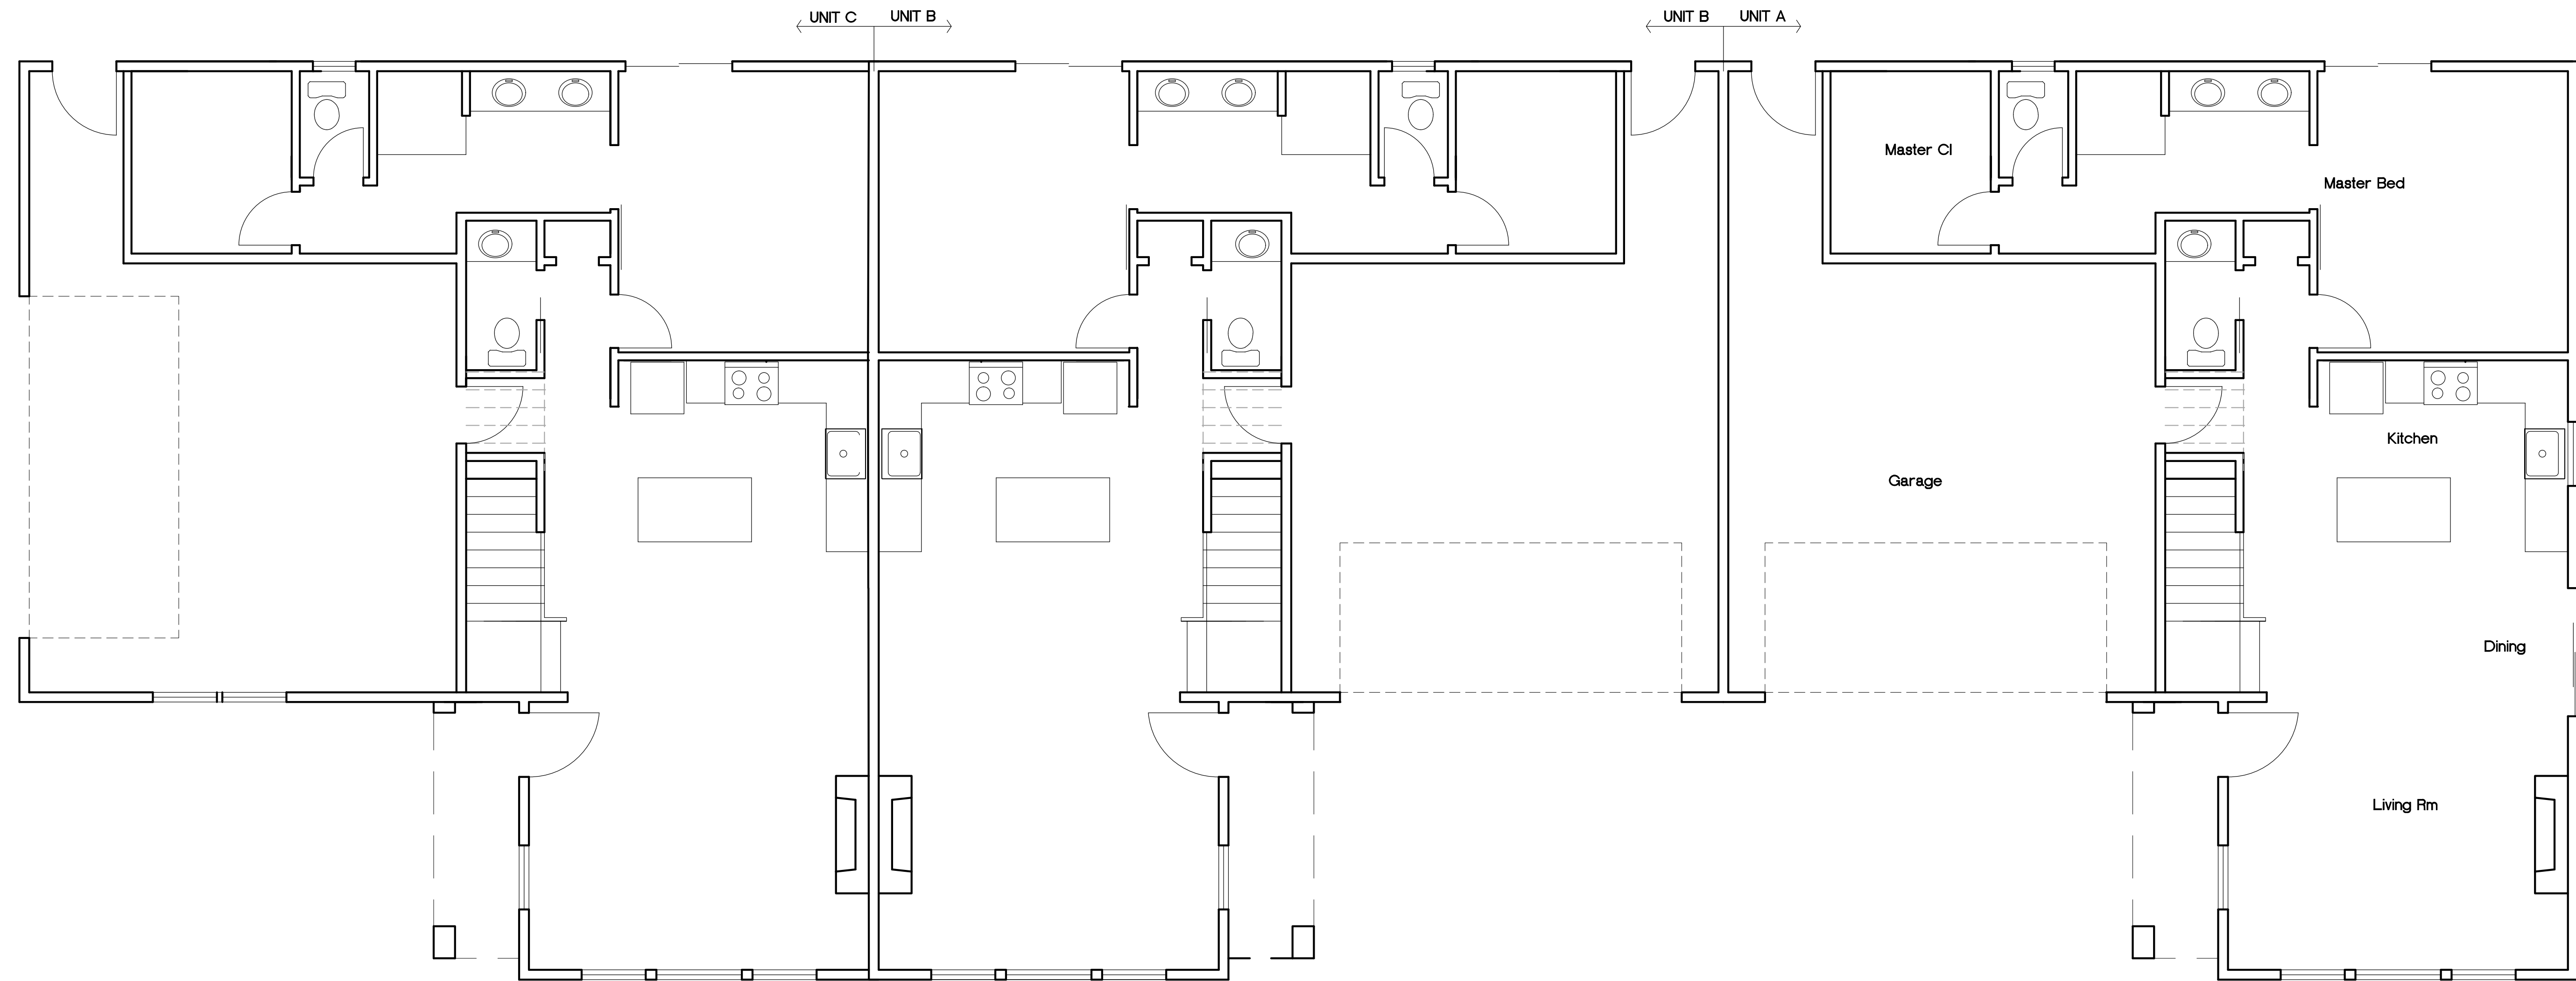 UNIT C
UNIT B
UNIT B
UNIT A
Master Cl
Master Bed
Kitchen
Garage
Dining
Living Rm